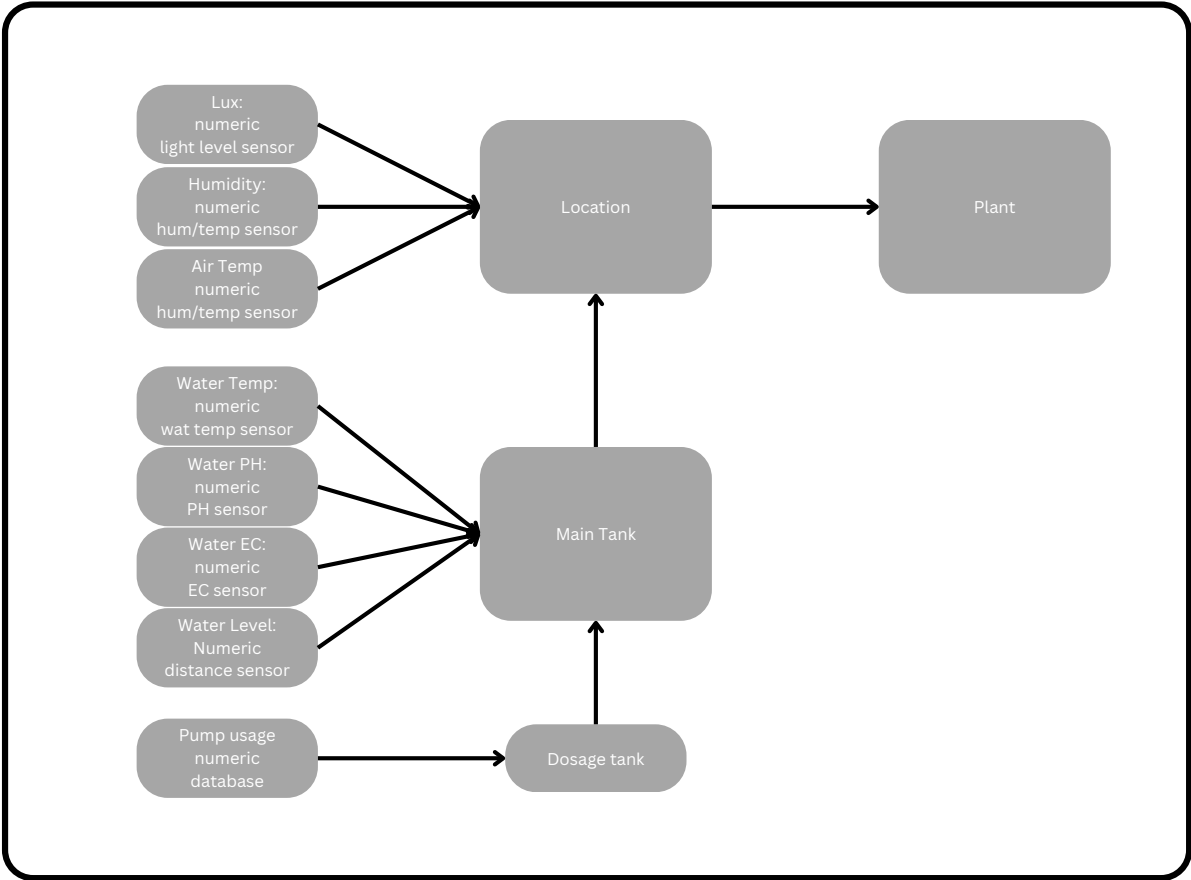 Lux:
numeric
light level sensor
Humidity:
numeric
hum/temp sensor
Air Temp
numeric
hum/temp sensor
Location
Plant
Water Temp:
numeric
wat temp sensor
Water PH:
numeric
PH sensor
Water EC:
numeric
EC sensor
Water Level:
Numeric
distance sensor
Main Tank
Pump usage
numeric
database
Dosage tank